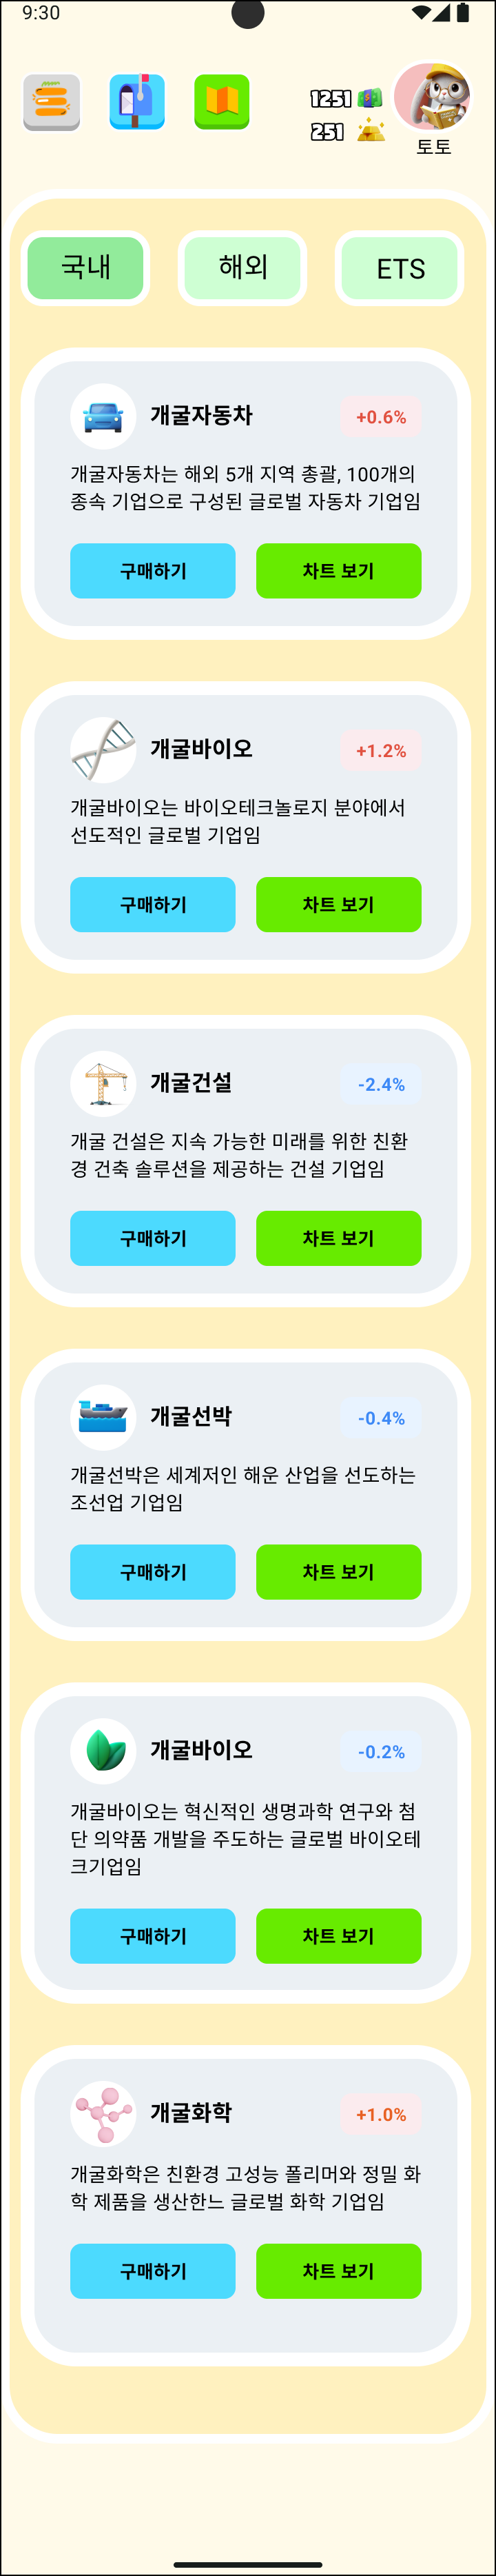 9:30
1251
251
토토
국내
해외
ETS
개굴자동차
+0.6%
개굴자동차는 해외 5개 지역 총괄, 100개의
종속 기업으로 구성된 글로벌 자동차 기업임
구매하기
차트 보기
개굴바이오
+1.2%
개굴바이오는 바이오테크놀로지 분야에서
선도적인 글로벌 기업임
구매하기
차트 보기
개굴건설
-2.4%
개굴 건설은 지속 가능한 미래를 위한 친환
경 건축 솔루션을 제공하는 건설 기업임
구매하기
차트 보기
개굴선박
-0.4%
개굴선박은 세계저인 해운 산업을 선도하는
조선업 기업임
구매하기
차트 보기
개굴바이오
-0.2%
개굴바이오는 혁신적인 생명과학 연구와 첨
단 의약품 개발을 주도하는 글로벌 바이오테
크기업임
구매하기
차트 보기
개굴화학
+1.0%
개굴화학은 친환경 고성능 폴리머와 정밀 화
학 제품을 생산한느 글로벌 화학 기업임
구매하기
차트 보기